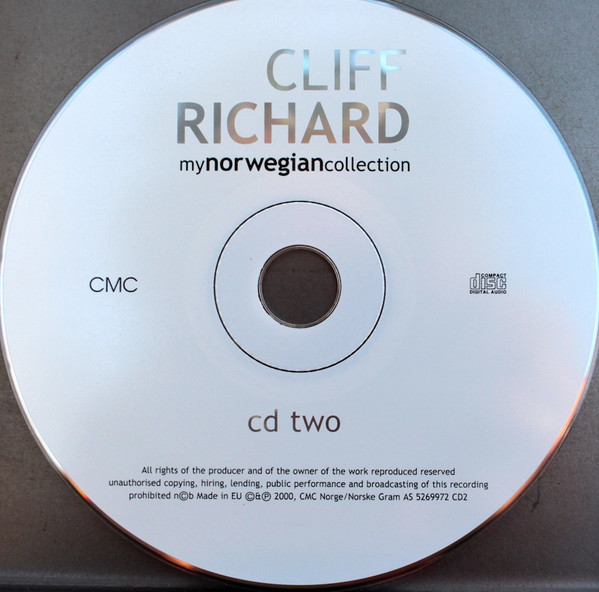 CLIFF
RICHARD
mynorwegiancollection
CMC
COMPACT
disc
DIGITAL AUDIO
cd two
All rights of the producer and of the owner of the work reproduced reserved
unauthorised copying, hiring, lending, public performance and broadcasting of this recording
prohibited n©b Made in EU ©&℗ 2000, CMC Norge/Norske Gram AS 5269972 CD2